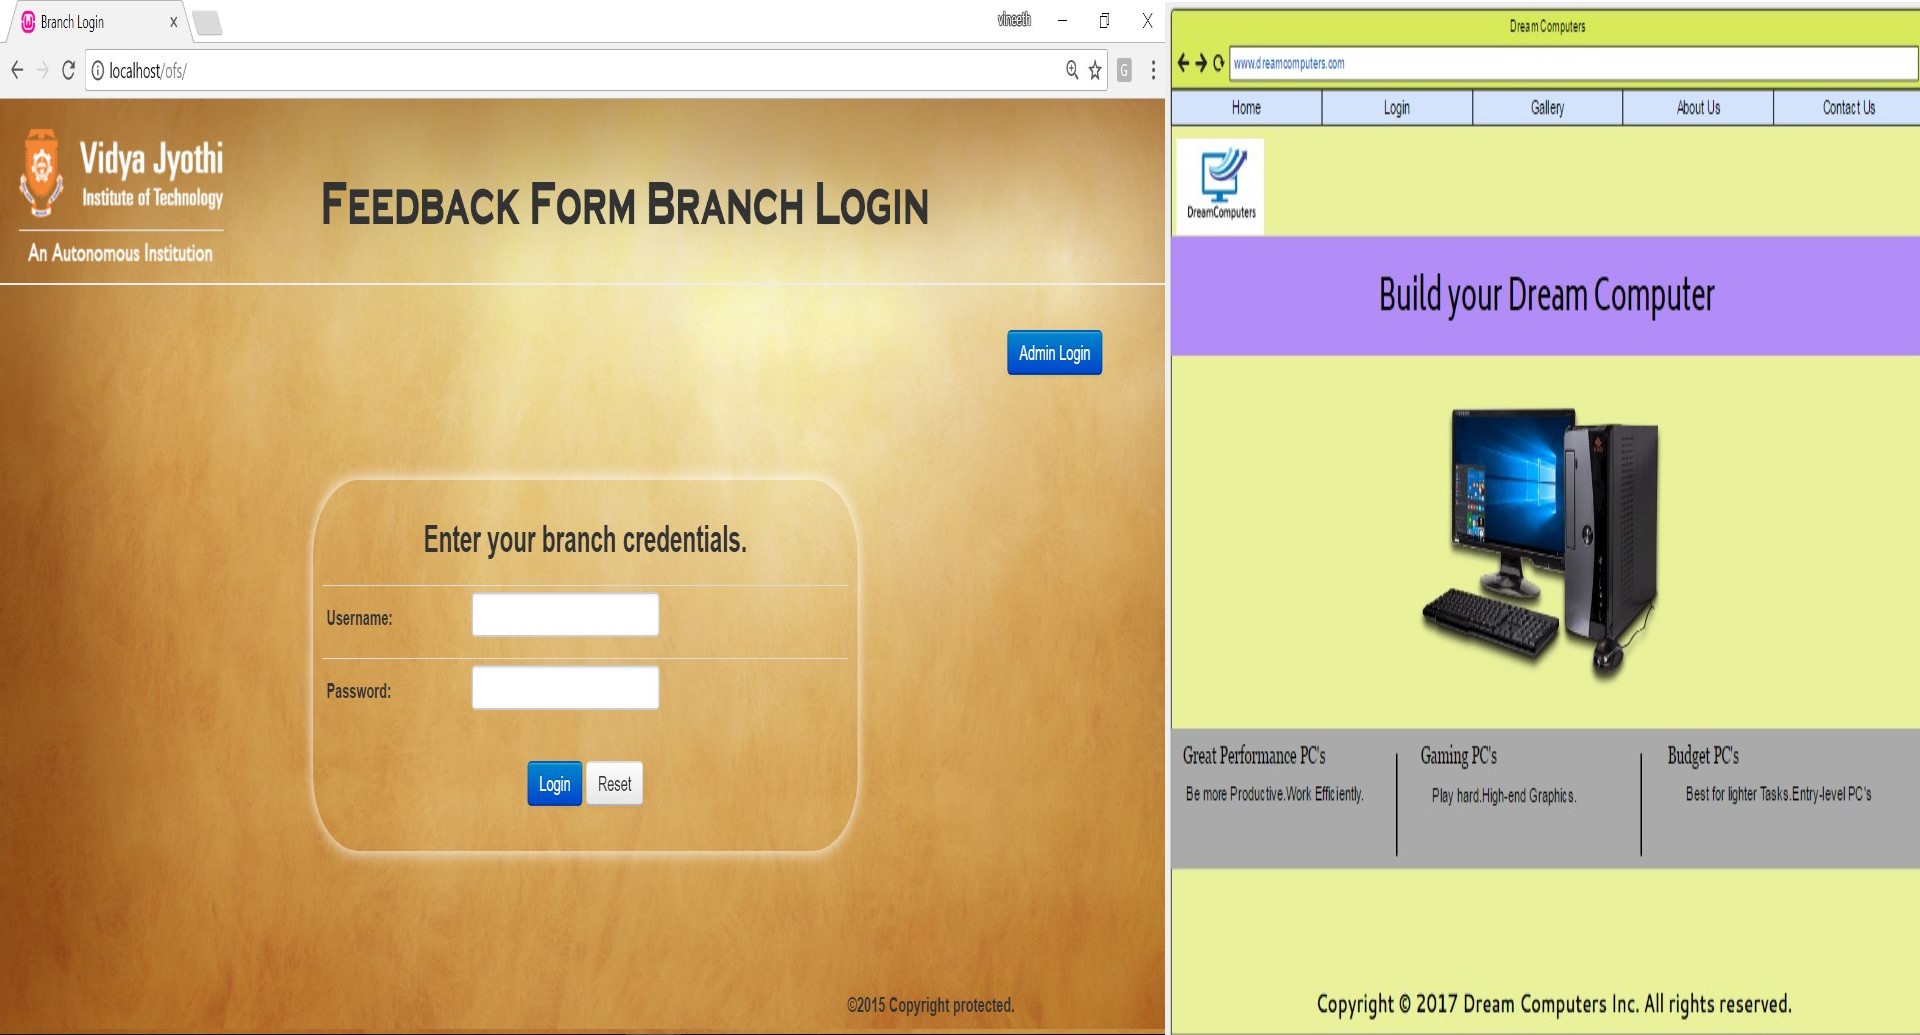 Branch Login
vineeth
localhost/ofs/
G
Vidya Jyothi
Institute of Technology
An Autonomous Institution
FEEDBACK FORM BRANCH LOGIN
Admin Login
Enter your branch credentials.
Username:
Password:
Login Reset
©2015 Copyright protected.
Dream Computers
www.dreamcomputers.com
Home Login Gallery About Us Contact Us
DreamComputers
Build your Dream Computer
Great Performance PC's Gaming PC's Budget PC's
Be more Productive.Work Efficiently. Play hard.High-end Graphics. Best for lighter Tasks.Entry-level PC's
Copyright © 2017 Dream Computers Inc. All rights reserved.